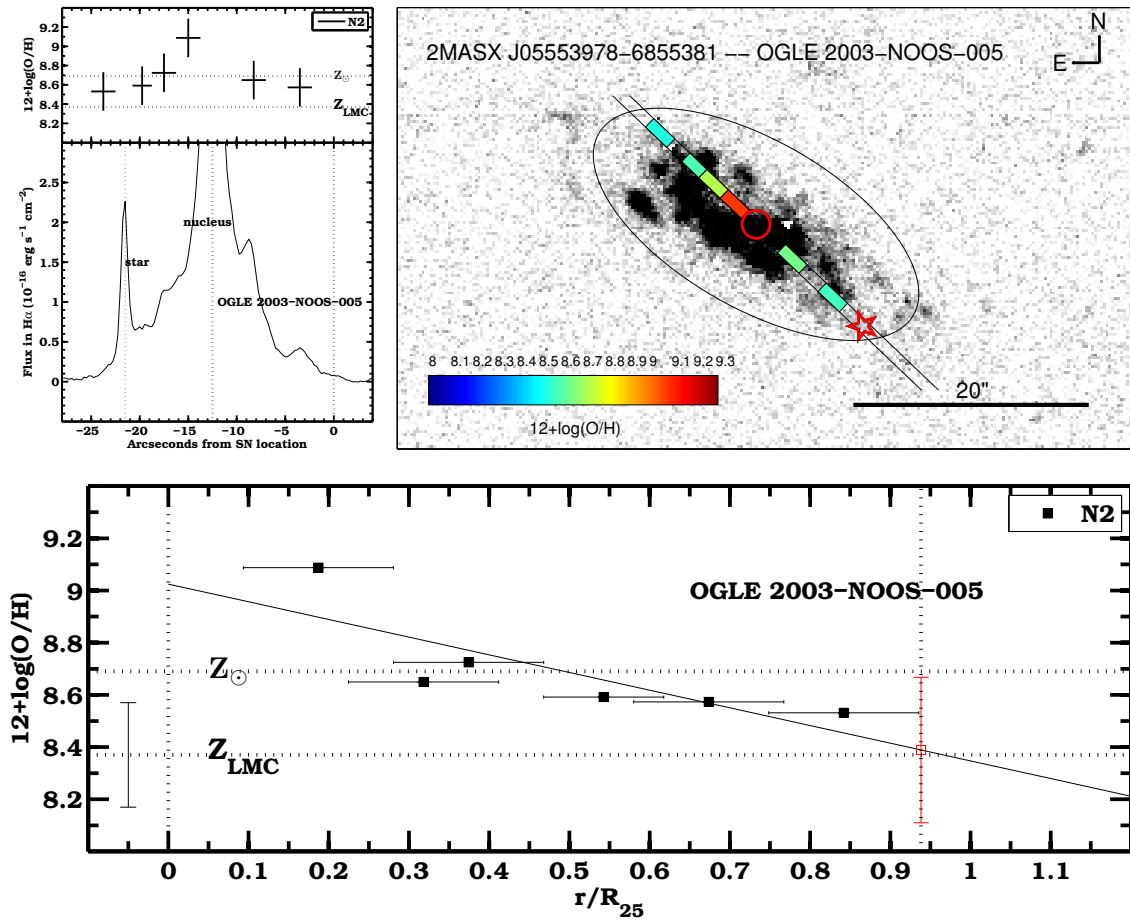 N2
9.2
9
8.8
8.6
8.4
8.2
12+log(O/H)
Z☉
Z_LMC
2.5
2
1.5
1
0.5
0
Flux in Hα (10⁻¹⁶ erg s⁻¹ cm⁻²)
nucleus
star
OGLE 2003−NOOS−005
−25 −20 −15 −10 −5 0
Arcseconds from SN location
2MASX J05553978−6855381 −− OGLE 2003−NOOS−005
N
E
8 8.1 8.2 8.3 8.4 8.5 8.6 8.7 8.8 8.9 9 9.1 9.2 9.3
12+log(O/H)
20"
N2
OGLE 2003−NOOS−005
9.2
9
8.8
8.6
8.4
8.2
12+log(O/H)
Z☉
Z_LMC
0 0.1 0.2 0.3 0.4 0.5 0.6 0.7 0.8 0.9 1 1.1
r/R₂₅